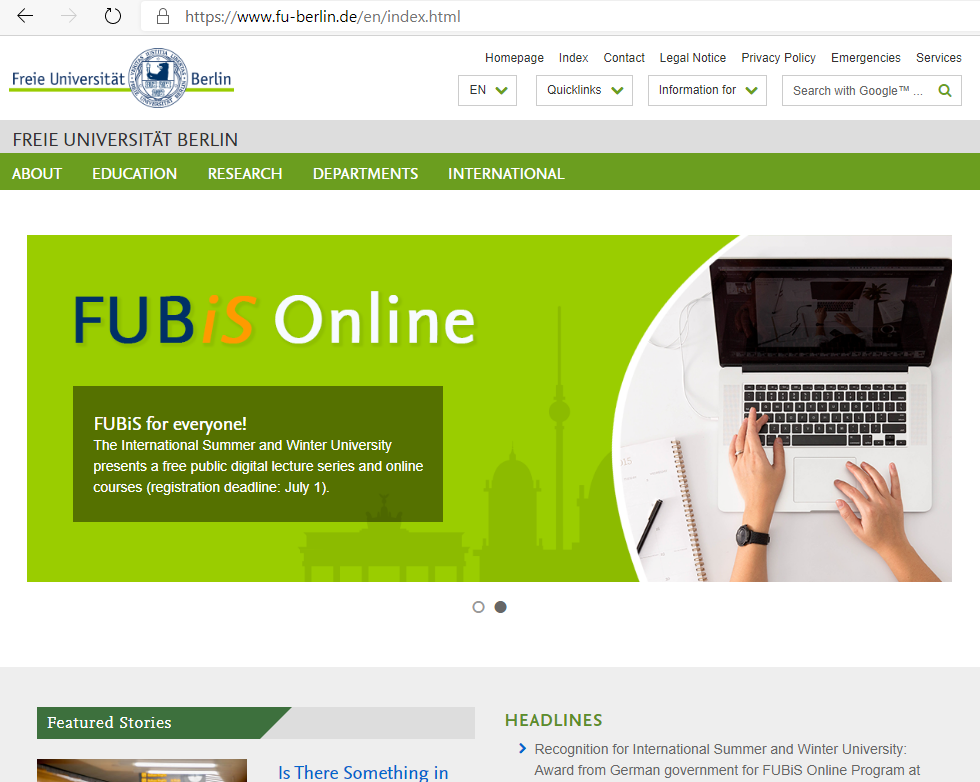 https://www.fu-berlin.de/en/index.html
Homepage Index Contact Legal Notice Privacy Policy Emergencies Services
Freie Universität Berlin
EN Quicklinks Information for Search with Google™ ...
FREIE UNIVERSITÄT BERLIN
ABOUT EDUCATION RESEARCH DEPARTMENTS INTERNATIONAL
FUBiS Online
FUBiS for everyone!
The International Summer and Winter University
presents a free public digital lecture series and online
courses (registration deadline: July 1).
Featured Stories
Is There Something in
HEADLINES
Recognition for International Summer and Winter University:
Award from German government for FUBiS Online Program at